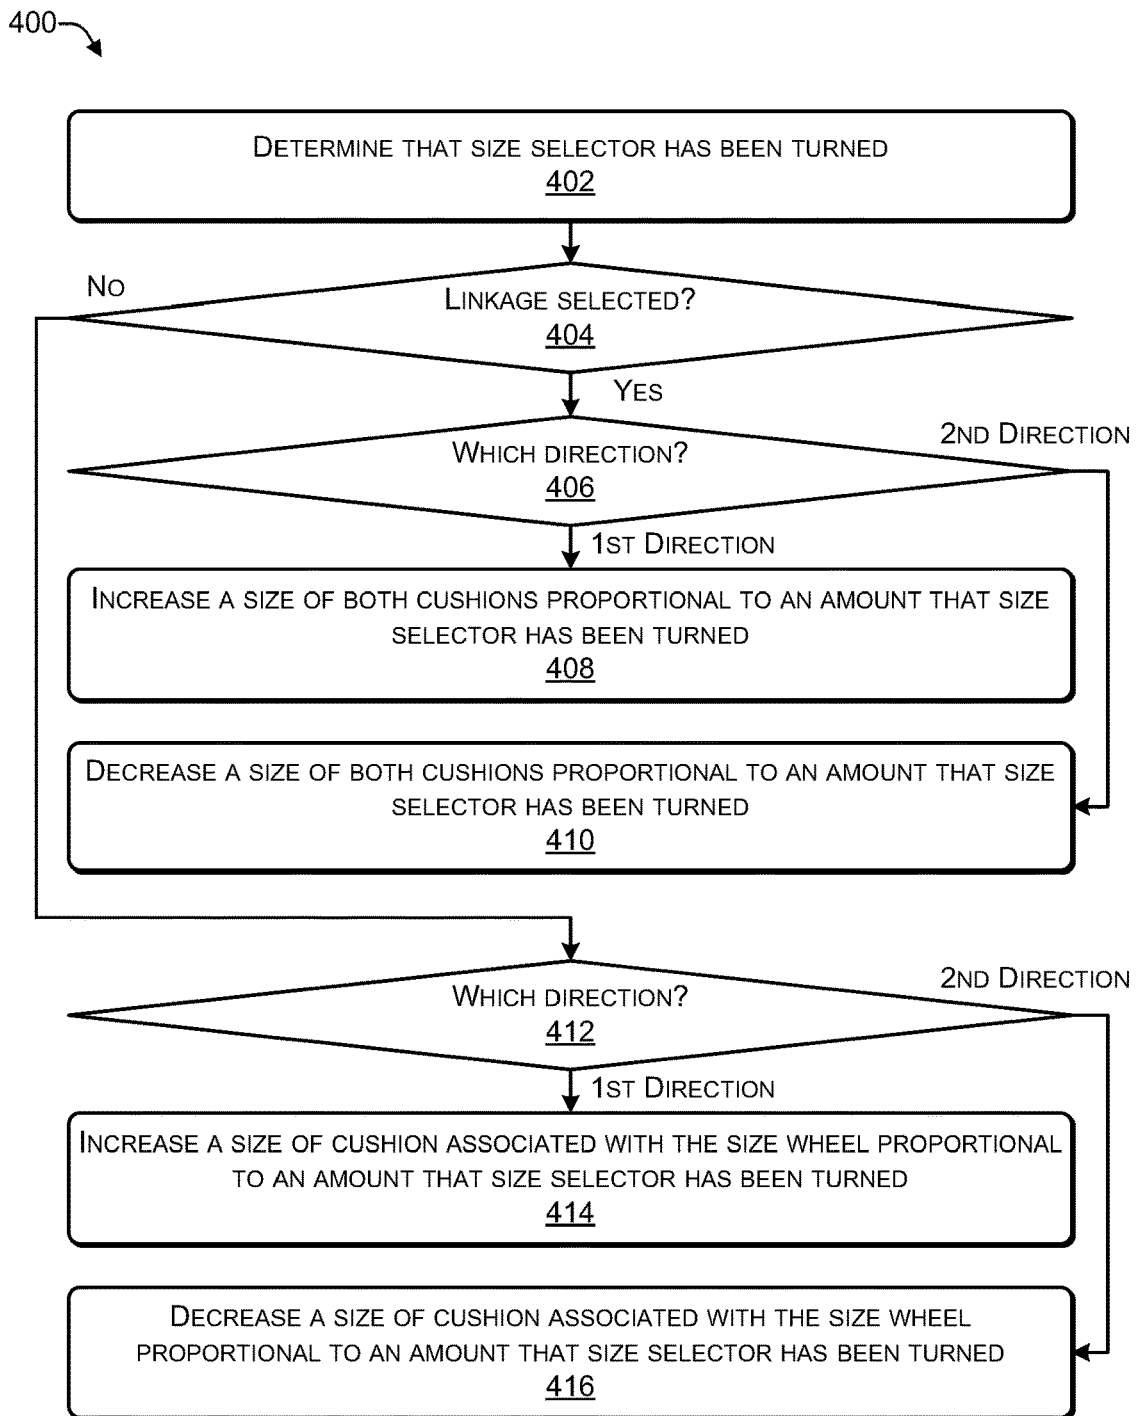 400
DETERMINE THAT SIZE SELECTOR HAS BEEN TURNED
402
NO
LINKAGE SELECTED?
404
YES
2ND DIRECTION
WHICH DIRECTION?
406
1ST DIRECTION
INCREASE A SIZE OF BOTH CUSHIONS PROPORTIONAL TO AN AMOUNT THAT SIZE
SELECTOR HAS BEEN TURNED
408
DECREASE A SIZE OF BOTH CUSHIONS PROPORTIONAL TO AN AMOUNT THAT SIZE
SELECTOR HAS BEEN TURNED
410
2ND DIRECTION
WHICH DIRECTION?
412
1ST DIRECTION
INCREASE A SIZE OF CUSHION ASSOCIATED WITH THE SIZE WHEEL PROPORTIONAL
TO AN AMOUNT THAT SIZE SELECTOR HAS BEEN TURNED
414
DECREASE A SIZE OF CUSHION ASSOCIATED WITH THE SIZE WHEEL
PROPORTIONAL TO AN AMOUNT THAT SIZE SELECTOR HAS BEEN TURNED
416